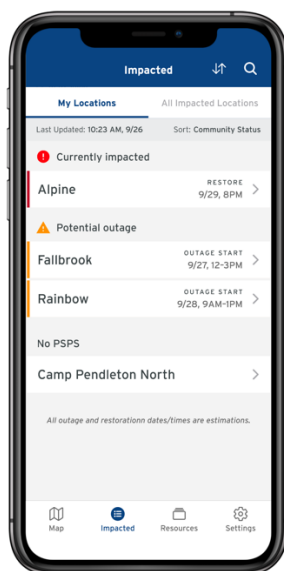 Impacted
My Locations
All Impacted Locations
Last Updated: 10:23 AM, 9/26
Sort: Community Status
Currently impacted
Alpine
RESTORE
9/29, 8PM
Potential outage
Fallbrook
OUTAGE START
9/27, 12-3PM
Rainbow
OUTAGE START
9/28, 9AM-1PM
No PSPS
Camp Pendleton North
All outage and restorationn dates/times are estimations.
Map
Impacted
Resources
Settings